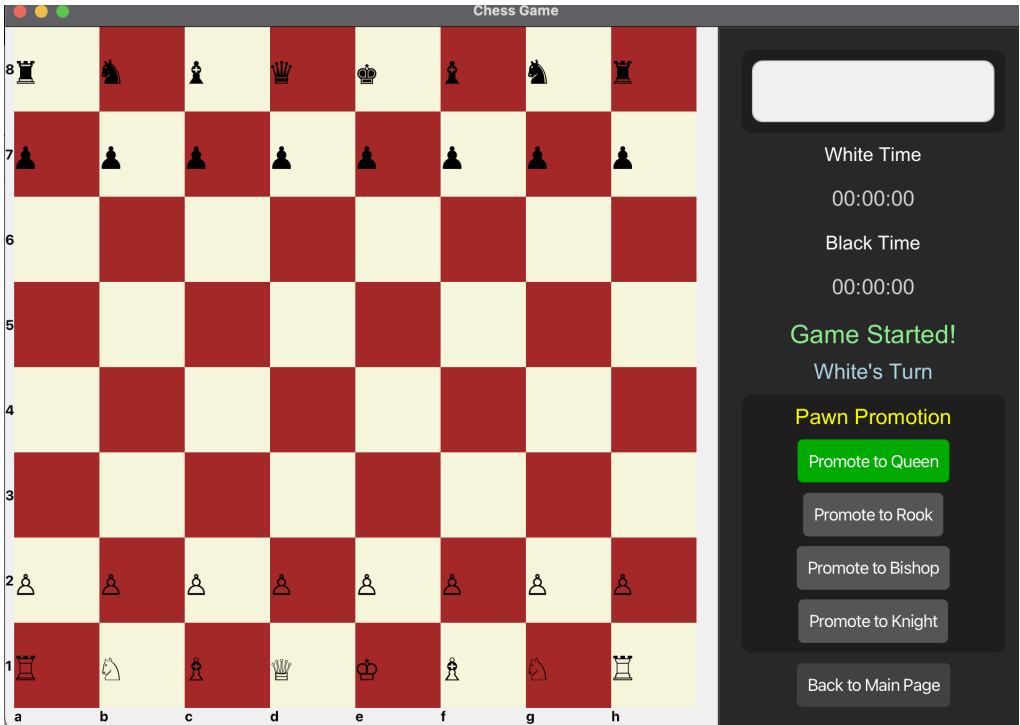 Chess Game
8
7
6
5
4
3
2
1
a b c d e f g h
White Time
00:00:00
Black Time
00:00:00
Game Started!
White's Turn
Pawn Promotion
Promote to Queen
Promote to Rook
Promote to Bishop
Promote to Knight
Back to Main Page